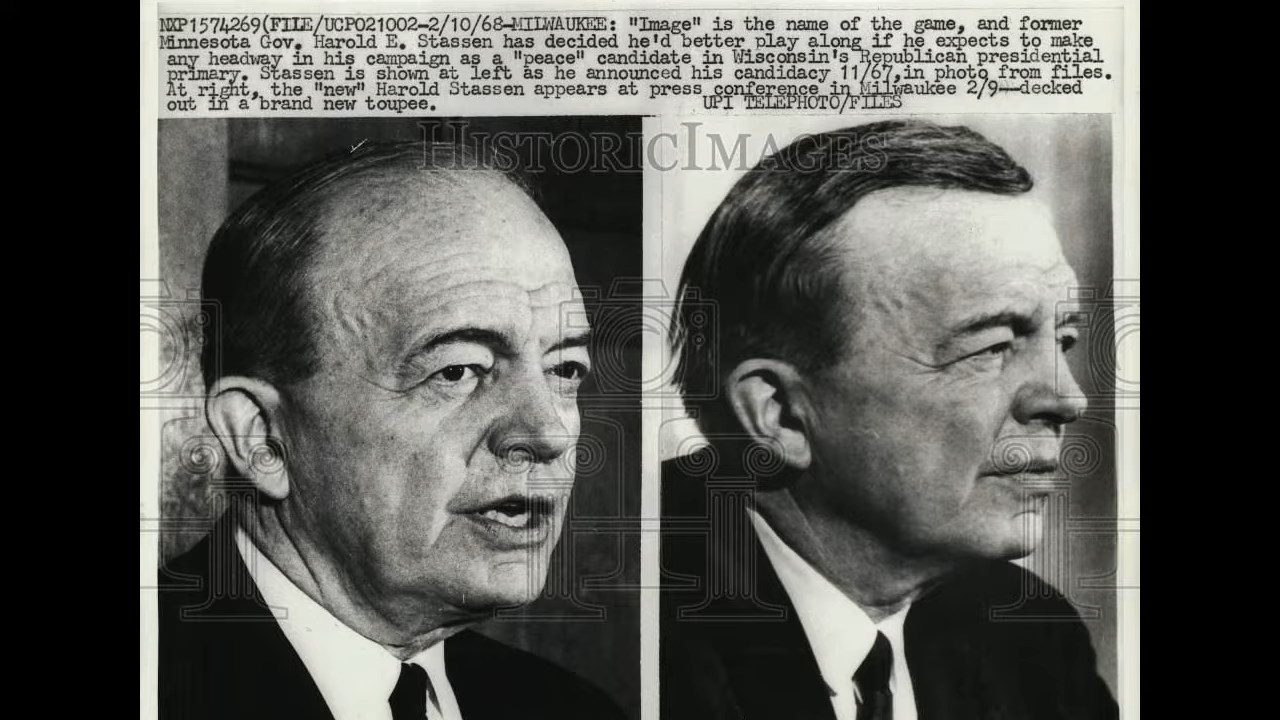 NXP1574269(FILE/UCP021002-2/10/68-MILWAUKEE: "Image" is the name of the game, and former
Minnesota Gov. Harold E. Stassen has decided he'd better play along if he expects to make
any headway in his campaign as a "peace" candidate in Wisconsin's Republican presidential
primary. Stassen is shown at left as he announced his candidacy 11/67,in photo from files.
At right, the "new" Harold Stassen appears at press conference in Milwaukee 2/9--decked
out in a brand new toupee. UPI TELEPHOTO/FILES
HISTORICIMAGES